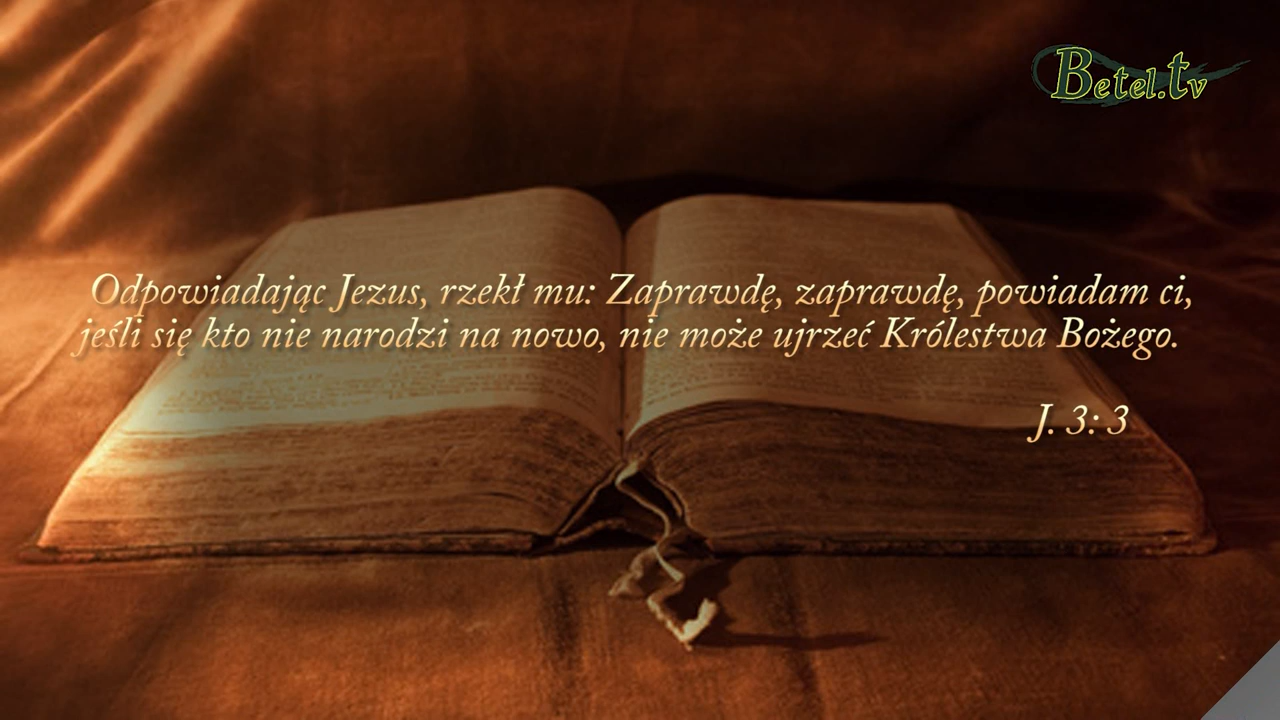 Betel.tv
Odpowiadając Jezus, rzekł mu: Zaprawdę, zaprawdę, powiadam ci,
jeśli się kto nie narodzi na nowo, nie może ujrzeć Królestwa Bożego.
J. 3: 3